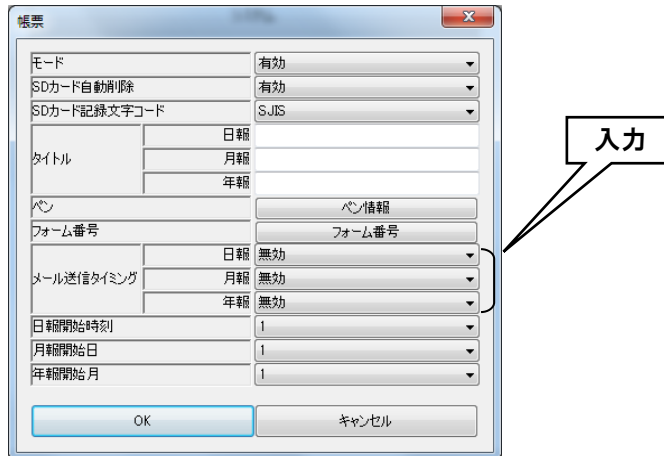 帳票
モード 有効
SDカード自動削除 有効
SDカード記録文字コード SJIS
タイトル
日報
月報
年報
ペン ペン情報
フォーム番号 フォーム番号
メール送信タイミング
日報 無効
月報 無効
年報 無効
日報開始時刻 1
月報開始日 1
年報開始月 1
OK キャンセル
入力